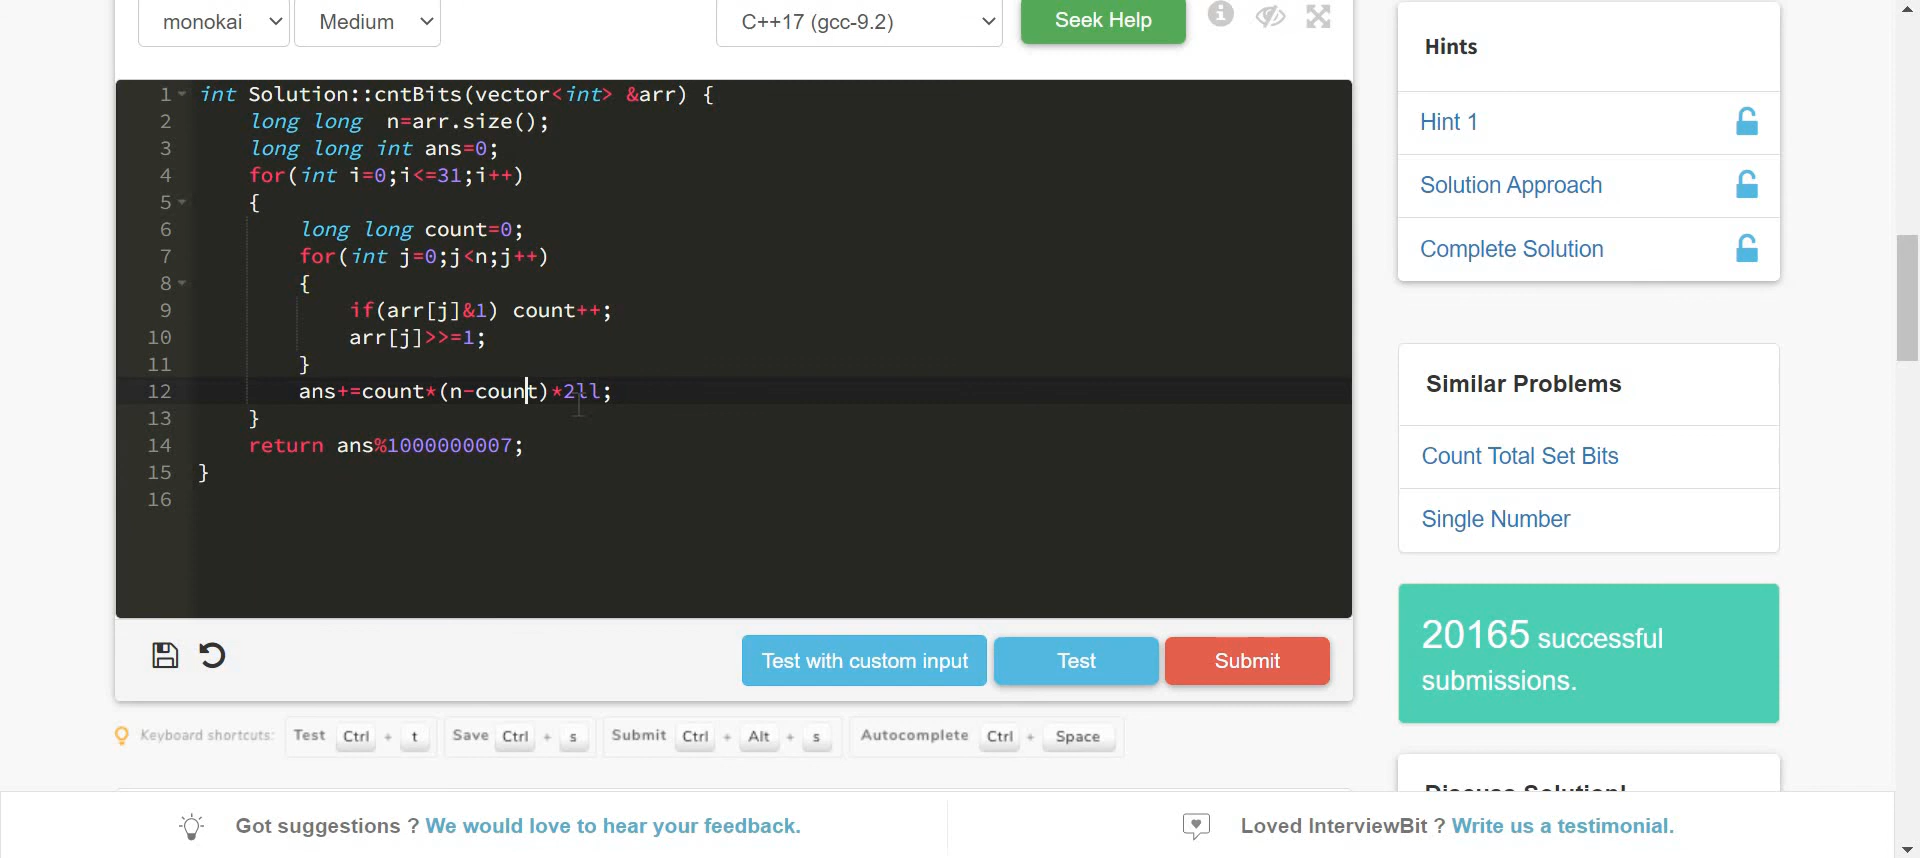 monokai
Medium
C++17 (gcc-9.2)
Seek Help
1 int Solution::cntBits(vector<int> &arr) {
2 long long  n=arr.size();
3 long long int ans=0;
4 for(int i=0;i<=31;i++)
5 {
6 long long count=0;
7 for(int j=0;j<n;j++)
8 {
9 if(arr[j]&1) count++;
10 arr[j]>>=1;
11 }
12 ans+=count*(n-count)*2ll;
13 }
14 return ans%1000000007;
15 }
16
Test with custom input
Test
Submit
Keyboard shortcuts: Test Ctrl + t Save Ctrl + s Submit Ctrl + Alt + s Autocomplete Ctrl + Space
Hints
Hint 1
Solution Approach
Complete Solution
Similar Problems
Count Total Set Bits
Single Number
20165 successful
submissions.
Discuss Solution!
Got suggestions ? We would love to hear your feedback.
Loved InterviewBit ? Write us a testimonial.